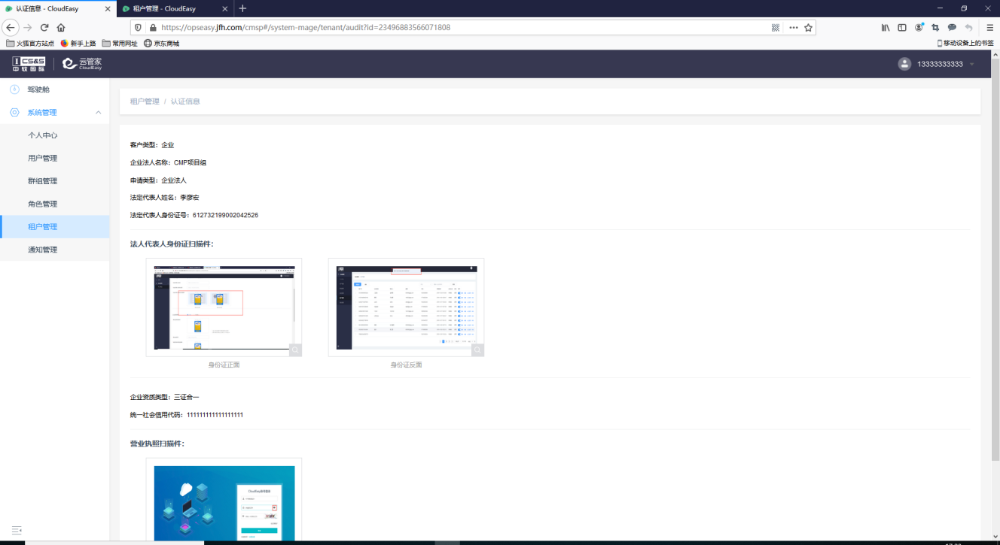 认证信息 - CloudEasy
租户管理 - CloudEasy
https://opseasy.jfh.com/cmsp#/system-mage/tenant/audit?id=23496883566071808
火狐官方站点
新手上路
常用网址
京东商城
移动设备上的书签
CS&S
中软国际
云管家
CloudEasy
13333333333
驾驶舱
系统管理
个人中心
用户管理
群组管理
角色管理
租户管理
通知管理
租户管理 / 认证信息
客户类型：企业
企业法人名称：CMP项目组
申请类型：企业法人
法定代表人姓名：李彦宏
法定代表人身份证号：612732199002042526
法人代表人身份证扫描件：
身份证正面
身份证反面
企业资质类型：三证合一
统一社会信用代码：111111111111111111
营业执照扫描件：